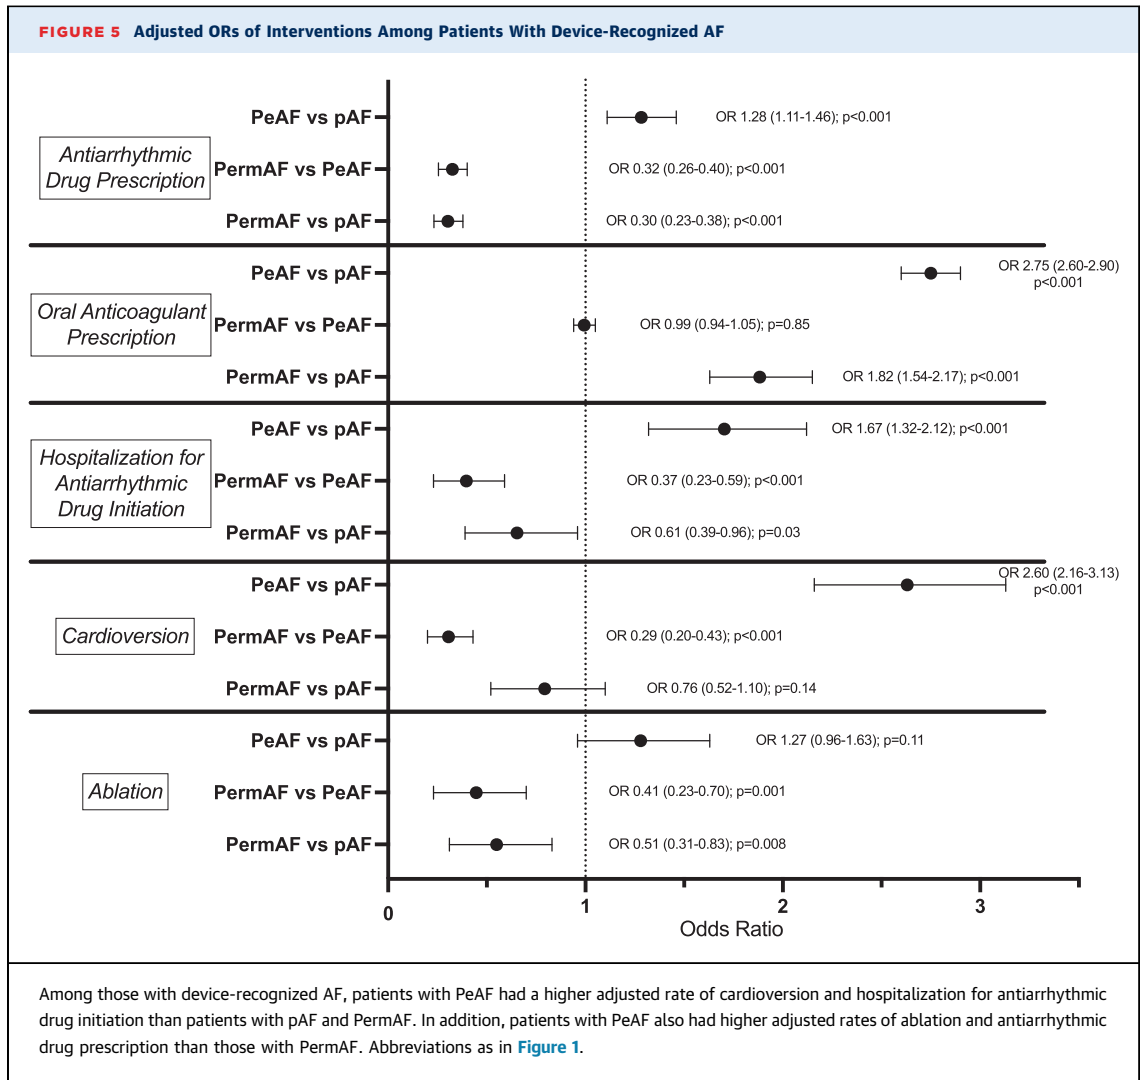 FIGURE 5 Adjusted ORs of Interventions Among Patients With Device-Recognized AF
Antiarrhythmic
Drug Prescription
PeAF vs pAF
OR 1.28 (1.11-1.46); p<0.001
PermAF vs PeAF
OR 0.32 (0.26-0.40); p<0.001
PermAF vs pAF
OR 0.30 (0.23-0.38); p<0.001
Oral Anticoagulant
Prescription
PeAF vs pAF
OR 2.75 (2.60-2.90)
p<0.001
PermAF vs PeAF
OR 0.99 (0.94-1.05); p=0.85
PermAF vs pAF
OR 1.82 (1.54-2.17); p<0.001
Hospitalization for
Antiarrhythmic
Drug Initiation
PeAF vs pAF
OR 1.67 (1.32-2.12); p<0.001
PermAF vs PeAF
OR 0.37 (0.23-0.59); p<0.001
PermAF vs pAF
OR 0.61 (0.39-0.96); p=0.03
Cardioversion
PeAF vs pAF
OR 2.60 (2.16-3.13)
p<0.001
PermAF vs PeAF
OR 0.29 (0.20-0.43); p<0.001
PermAF vs pAF
OR 0.76 (0.52-1.10); p=0.14
Ablation
PeAF vs pAF
OR 1.27 (0.96-1.63); p=0.11
PermAF vs PeAF
OR 0.41 (0.23-0.70); p=0.001
PermAF vs pAF
OR 0.51 (0.31-0.83); p=0.008
0 1 2 3
Odds Ratio
Among those with device-recognized AF, patients with PeAF had a higher adjusted rate of cardioversion and hospitalization for antiarrhythmic
drug initiation than patients with pAF and PermAF. In addition, patients with PeAF also had higher adjusted rates of ablation and antiarrhythmic
drug prescription than those with PermAF. Abbreviations as in Figure 1.